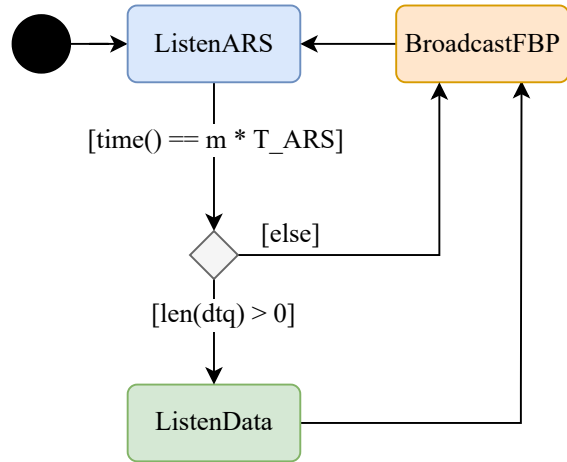 ListenARS
BroadcastFBP
[time() == m * T_ARS]
[else]
[len(dtq) > 0]
ListenData